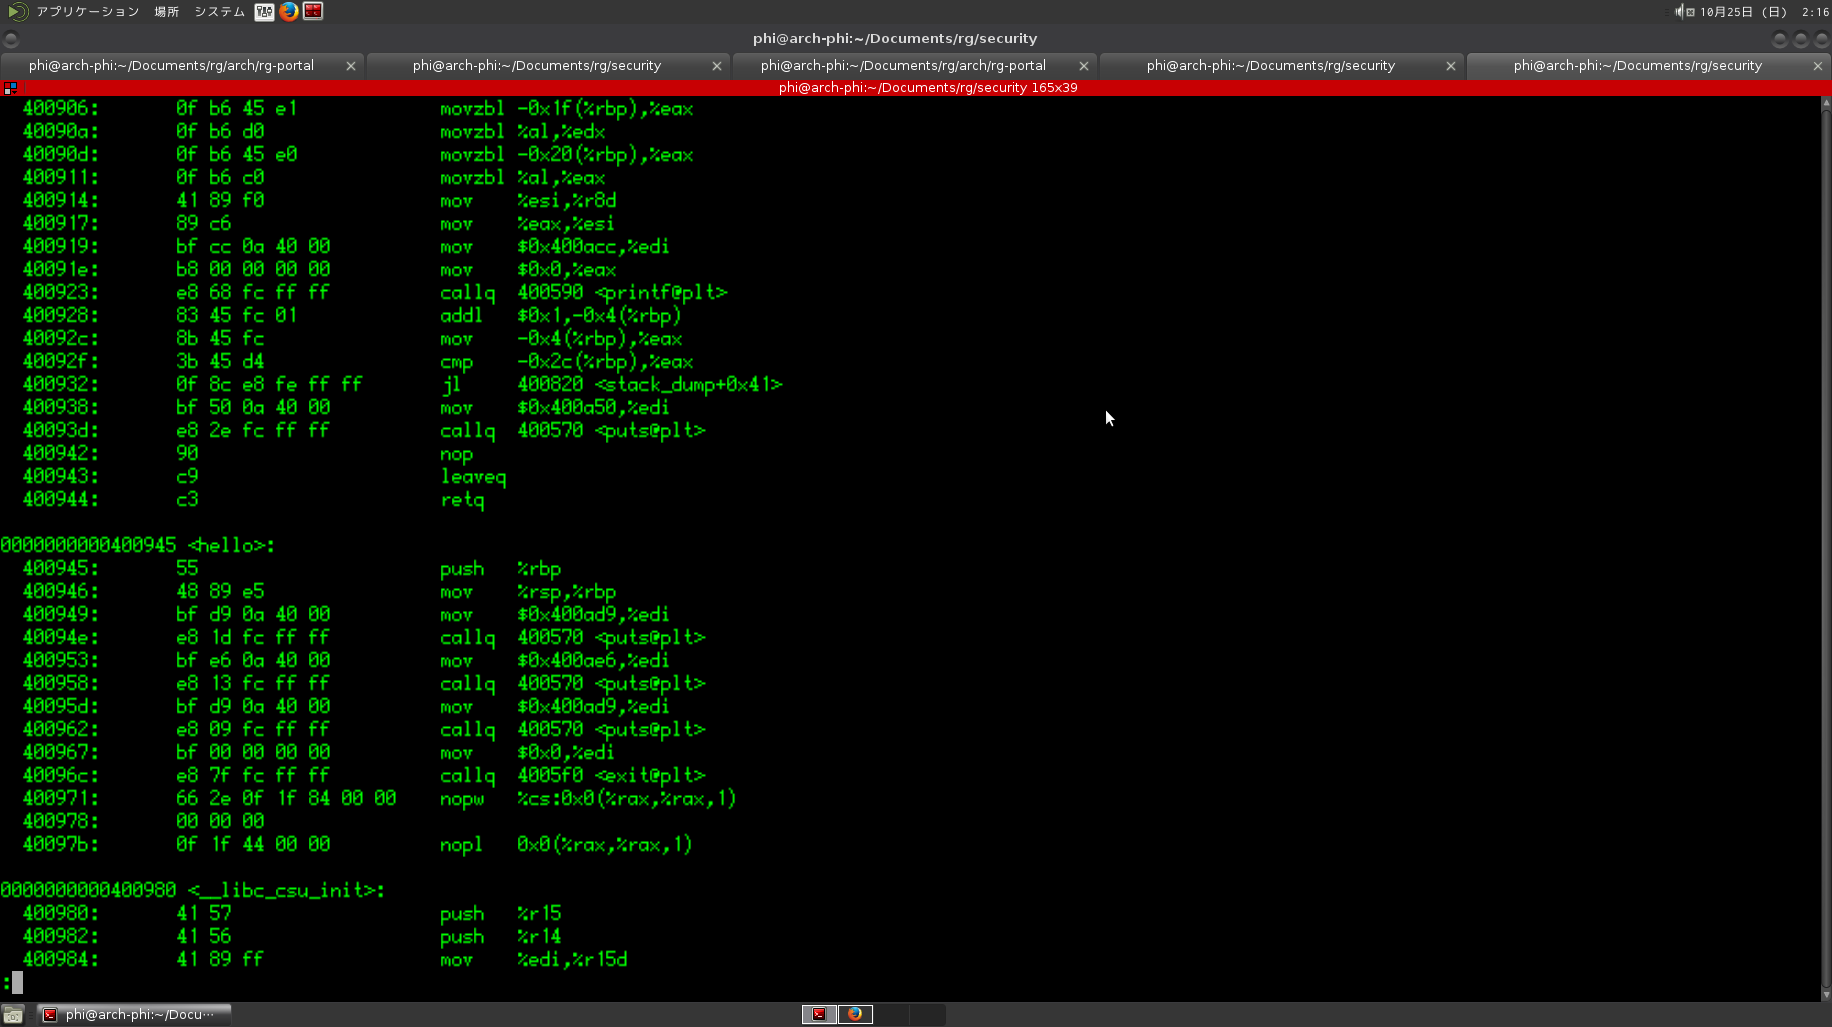 アプリケーション 場所 システム 10月25日 (日) 2:16
phi@arch-phi:~/Documents/rg/security
phi@arch-phi:~/Documents/rg/arch/rg-portal phi@arch-phi:~/Documents/rg/security phi@arch-phi:~/Documents/rg/arch/rg-portal phi@arch-phi:~/Documents/rg/security phi@arch-phi:~/Documents/rg/security
phi@arch-phi:~/Documents/rg/security 165x39
400906: 0f b6 45 e1 movzbl -0x1f(%rbp),%eax
40090a: 0f b6 d0 movzbl %al,%edx
40090d: 0f b6 45 e0 movzbl -0x20(%rbp),%eax
400911: 0f b6 c0 movzbl %al,%eax
400914: 41 89 f0 mov %esi,%r8d
400917: 89 c6 mov %eax,%esi
400919: bf cc 0a 40 00 mov $0x400acc,%edi
40091e: b8 00 00 00 00 mov $0x0,%eax
400923: e8 68 fc ff ff callq 400590 <printf@plt>
400928: 83 45 fc 01 addl $0x1,-0x4(%rbp)
40092c: 8b 45 fc mov -0x4(%rbp),%eax
40092f: 3b 45 d4 cmp -0x2c(%rbp),%eax
400932: 0f 8c e8 fe ff ff jl 400820 <stack_dump+0x41>
400938: bf 50 0a 40 00 mov $0x400a50,%edi
40093d: e8 2e fc ff ff callq 400570 <puts@plt>
400942: 90 nop
400943: c9 leaveq
400944: c3 retq
0000000000400945 <hello>:
400945: 55 push %rbp
400946: 48 89 e5 mov %rsp,%rbp
400949: bf d9 0a 40 00 mov $0x400ad9,%edi
40094e: e8 1d fc ff ff callq 400570 <puts@plt>
400953: bf e6 0a 40 00 mov $0x400ae6,%edi
400958: e8 13 fc ff ff callq 400570 <puts@plt>
40095d: bf d9 0a 40 00 mov $0x400ad9,%edi
400962: e8 09 fc ff ff callq 400570 <puts@plt>
400967: bf 00 00 00 00 mov $0x0,%edi
40096c: e8 7f fc ff ff callq 4005f0 <exit@plt>
400971: 66 2e 0f 1f 84 00 00 nopw %cs:0x0(%rax,%rax,1)
400978: 00 00 00
40097b: 0f 1f 44 00 00 nopl 0x0(%rax,%rax,1)
0000000000400980 <__libc_csu_init>:
400980: 41 57 push %r15
400982: 41 56 push %r14
400984: 41 89 ff mov %edi,%r15d
:
phi@arch-phi:~/Docu…